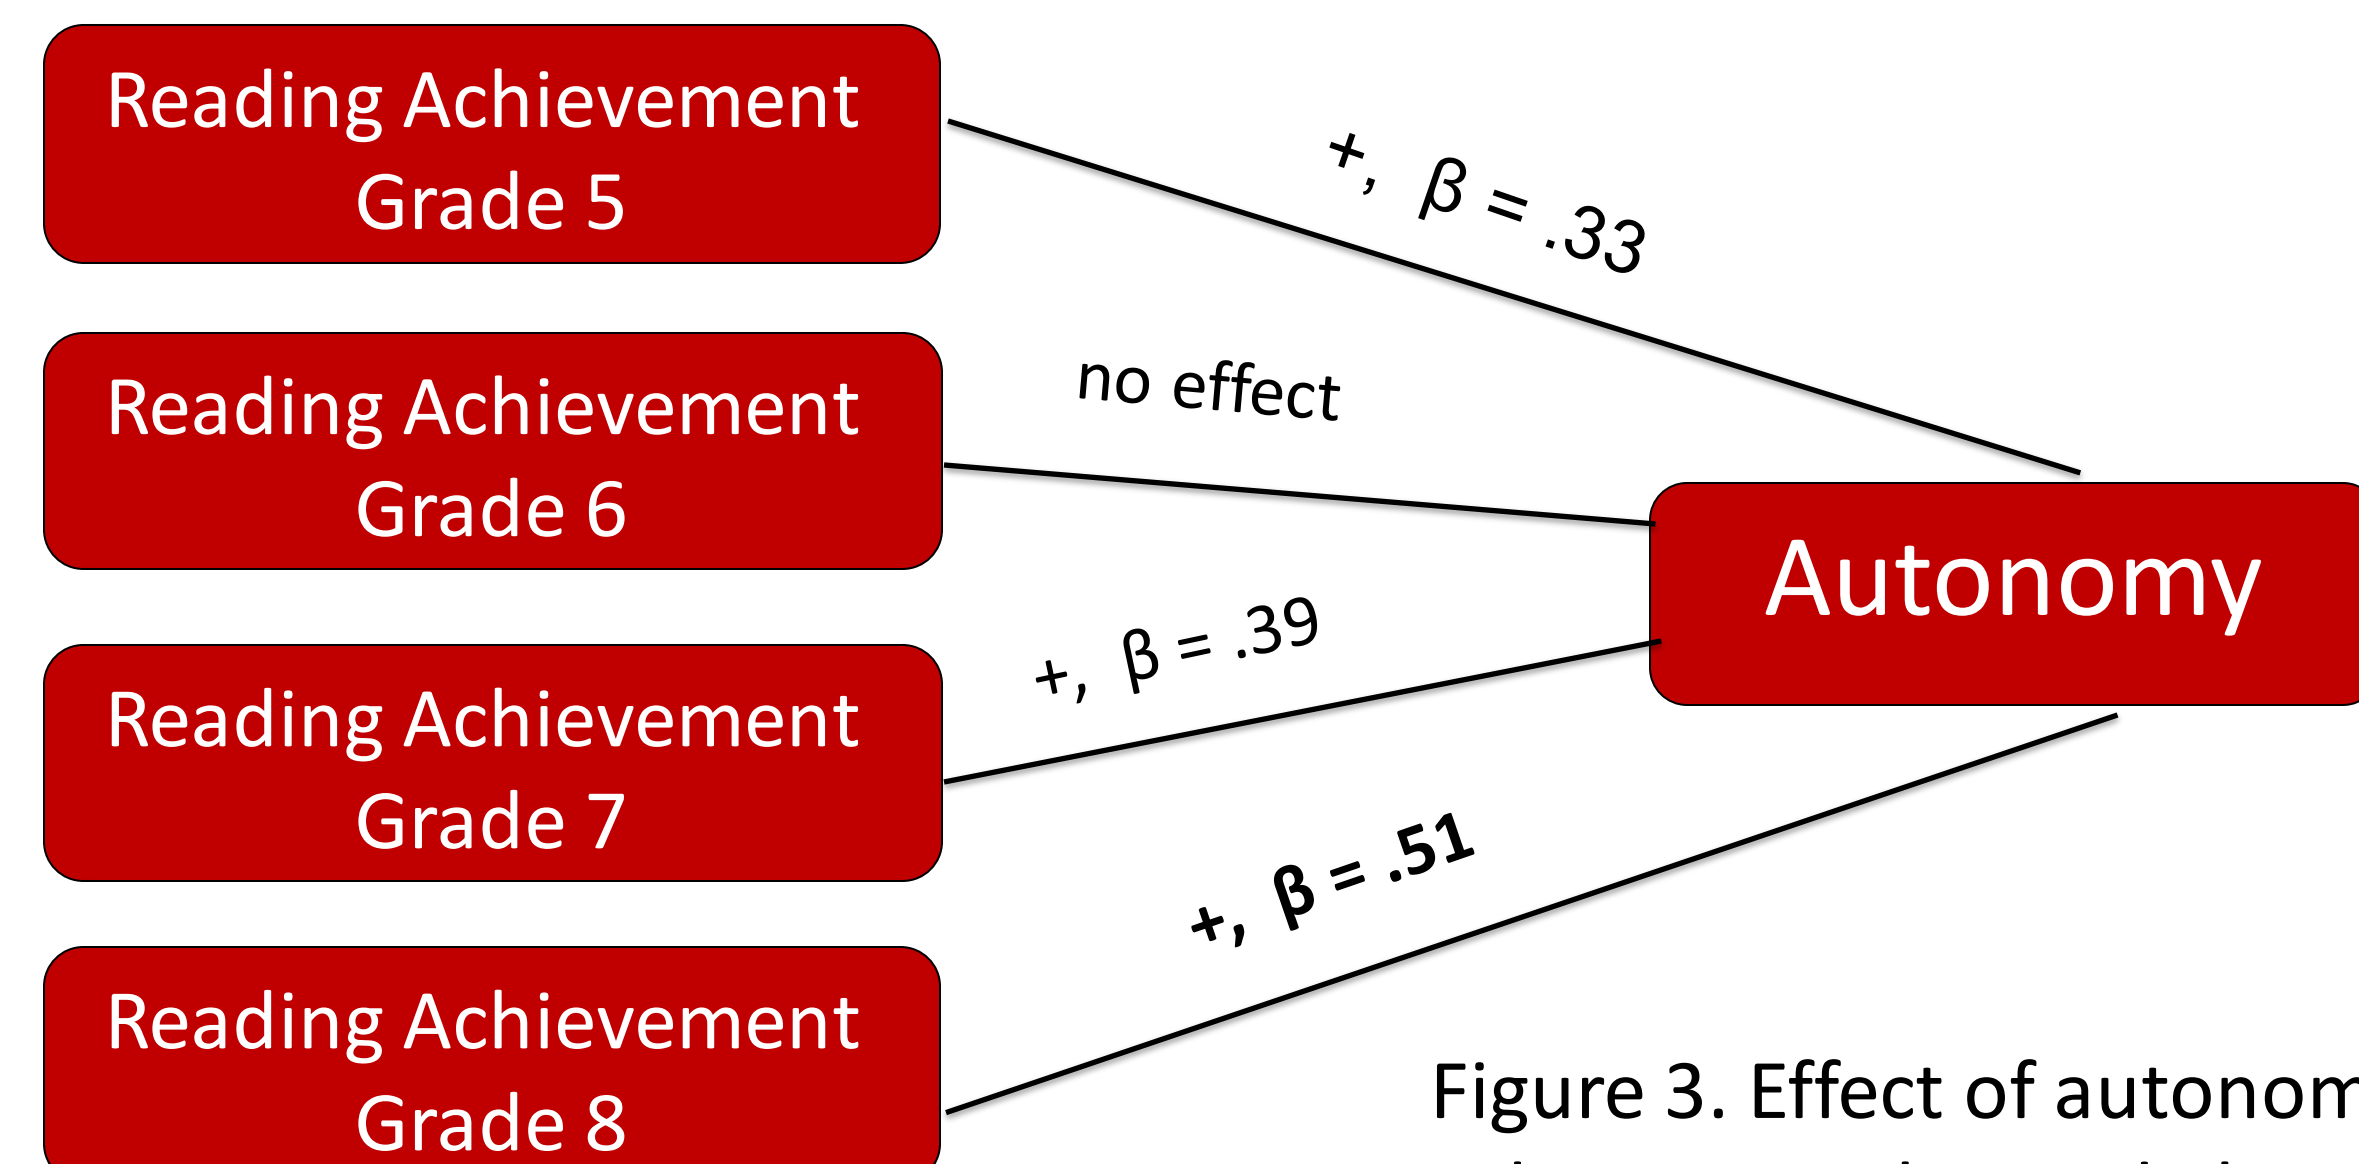 Reading Achievement
Grade 5
+, β = .33
Reading Achievement
Grade 6
no effect
Autonomy
Reading Achievement
Grade 7
+, β = .39
Reading Achievement
Grade 8
+, β = .51
Figure 3. Effect of autonom